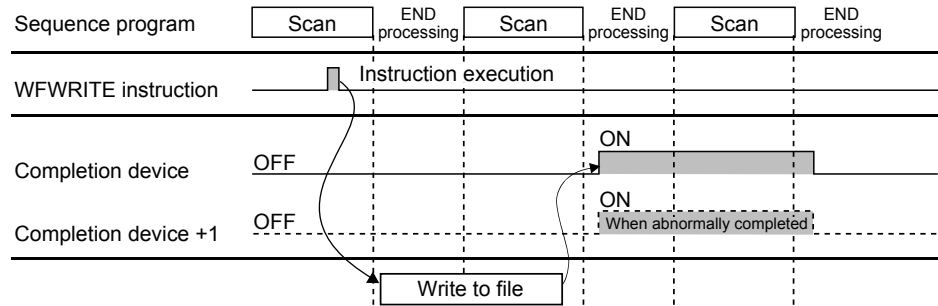 Sequence program
Scan
END
processing
Scan
END
processing
Scan
END
processing
WFWRITE instruction
Instruction execution
Completion device
OFF
ON
Completion device +1
OFF
ON
When abnormally completed
Write to file